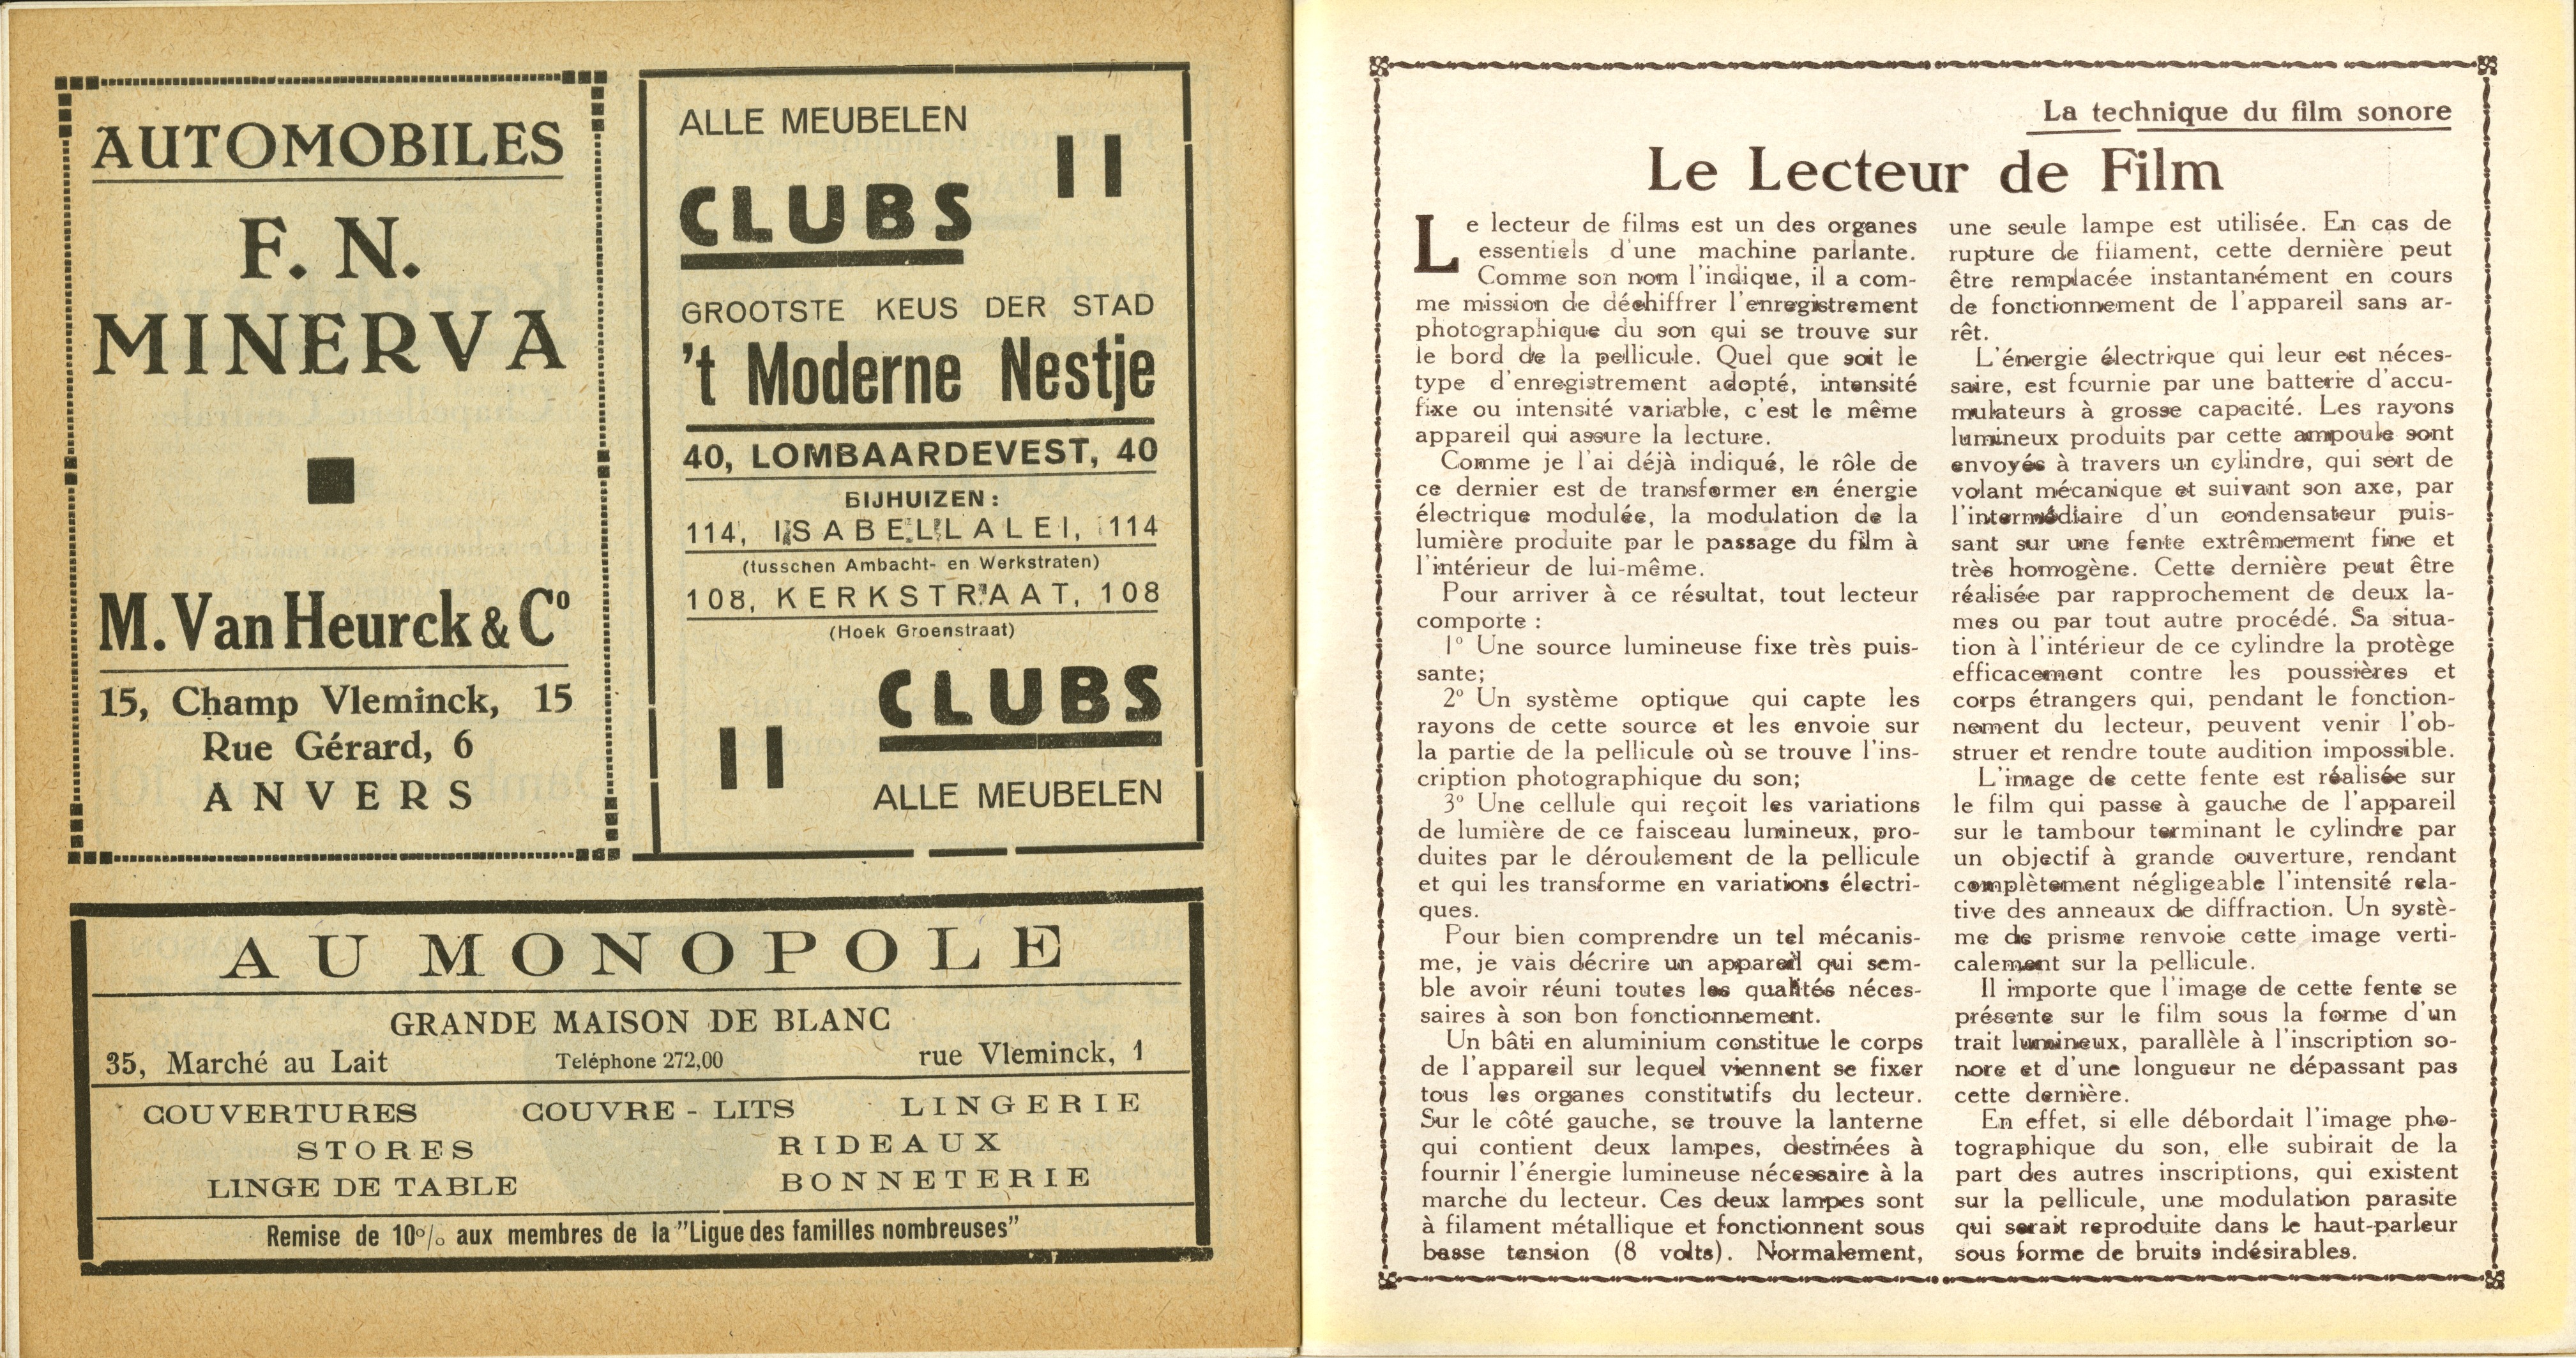 AUTOMOBILES
F. N.
MINERVA
M. Van Heurck & Cº
15, Champ Vleminck, 15
Rue Gérard, 6
ANVERS
ALLE MEUBELEN
CLUBS
GROOTSTE KEUS DER STAD
't Moderne Nestje
40, LOMBAARDEVEST, 40
BIJHUIZEN :
114, ISABELLALEI, 114
(tusschen Ambacht- en Werkstraten)
108, KERKSTRAAT, 108
(Hoek Groenstraat)
CLUBS
ALLE MEUBELEN
AU MONOPOLE
GRANDE MAISON DE BLANC
35, Marché au Lait Teléphone 272,00 rue Vleminck, 1
COUVERTURES COUVRE - LITS LINGERIE
STORES RIDEAUX
LINGE DE TABLE BONNETERIE
Remise de 10% aux membres de la "Ligue des familles nombreuses"
La technique du film sonore
Le Lecteur de Film
Le lecteur de films est un des organes
essentiels d'une machine parlante.
Comme son nom l'indique, il a com-
me mission de déchiffrer l'enregistrement
photographique du son qui se trouve sur
le bord de la pellicule. Quel que soit le
type d'enregistrement adopté, intensité
fixe ou intensité variable, c'est le même
appareil qui assure la lecture.
Comme je l'ai déjà indiqué, le rôle de
ce dernier est de transformer en énergie
électrique modulée, la modulation de la
lumière produite par le passage du film à
l'intérieur de lui-même.
Pour arriver à ce résultat, tout lecteur
comporte :
1º Une source lumineuse fixe très puis-
sante;
2º Un système optique qui capte les
rayons de cette source et les envoie sur
la partie de la pellicule où se trouve l'ins-
cription photographique du son;
3º Une cellule qui reçoit les variations
de lumière de ce faisceau lumineux, pro-
duites par le déroulement de la pellicule
et qui les transforme en variations électri-
ques.
Pour bien comprendre un tel mécanis-
me, je vais décrire un appareil qui sem-
ble avoir réuni toutes les qualités néces-
saires à son bon fonctionnement.
Un bâti en aluminium constitue le corps
de l'appareil sur lequel viennent se fixer
tous les organes constitutifs du lecteur.
Sur le côté gauche, se trouve la lanterne
qui contient deux lampes, destinées à
fournir l'énergie lumineuse nécessaire à la
marche du lecteur. Ces deux lampes sont
à filament métallique et fonctionnent sous
basse tension (8 volts). Normalement,
une seule lampe est utilisée. En cas de
rupture de filament, cette dernière peut
être remplacée instantanément en cours
de fonctionnement de l'appareil sans ar-
rêt.
L'énergie électrique qui leur est néces-
saire, est fournie par une batterie d'accu-
mulateurs à grosse capacité. Les rayons
lumineux produits par cette ampoule sont
envoyés à travers un cylindre, qui sert de
volant mécanique et suivant son axe, par
l'intermédiaire d'un condensateur puis-
sant sur une fente extrêmement fine et
très homogène. Cette dernière peut être
réalisée par rapprochement de deux la-
mes ou par tout autre procédé. Sa situa-
tion à l'intérieur de ce cylindre la protège
efficacement contre les poussières et
corps étrangers qui, pendant le fonction-
nement du lecteur, peuvent venir l'ob-
struer et rendre toute audition impossible.
L'image de cette fente est réalisée sur
le film qui passe à gauche de l'appareil
sur le tambour terminant le cylindre par
un objectif à grande ouverture, rendant
complètement négligeable l'intensité rela-
tive des anneaux de diffraction. Un systè-
me de prisme renvoie cette image verti-
calement sur la pellicule.
Il importe que l'image de cette fente se
présente sur le film sous la forme d'un
trait lumineux, parallèle à l'inscription so-
nore et d'une longueur ne dépassant pas
cette dernière.
En effet, si elle débordait l'image pho-
tographique du son, elle subirait de la
part des autres inscriptions, qui existent
sur la pellicule, une modulation parasite
qui serait reproduite dans le haut-parleur
sous forme de bruits indésirables.